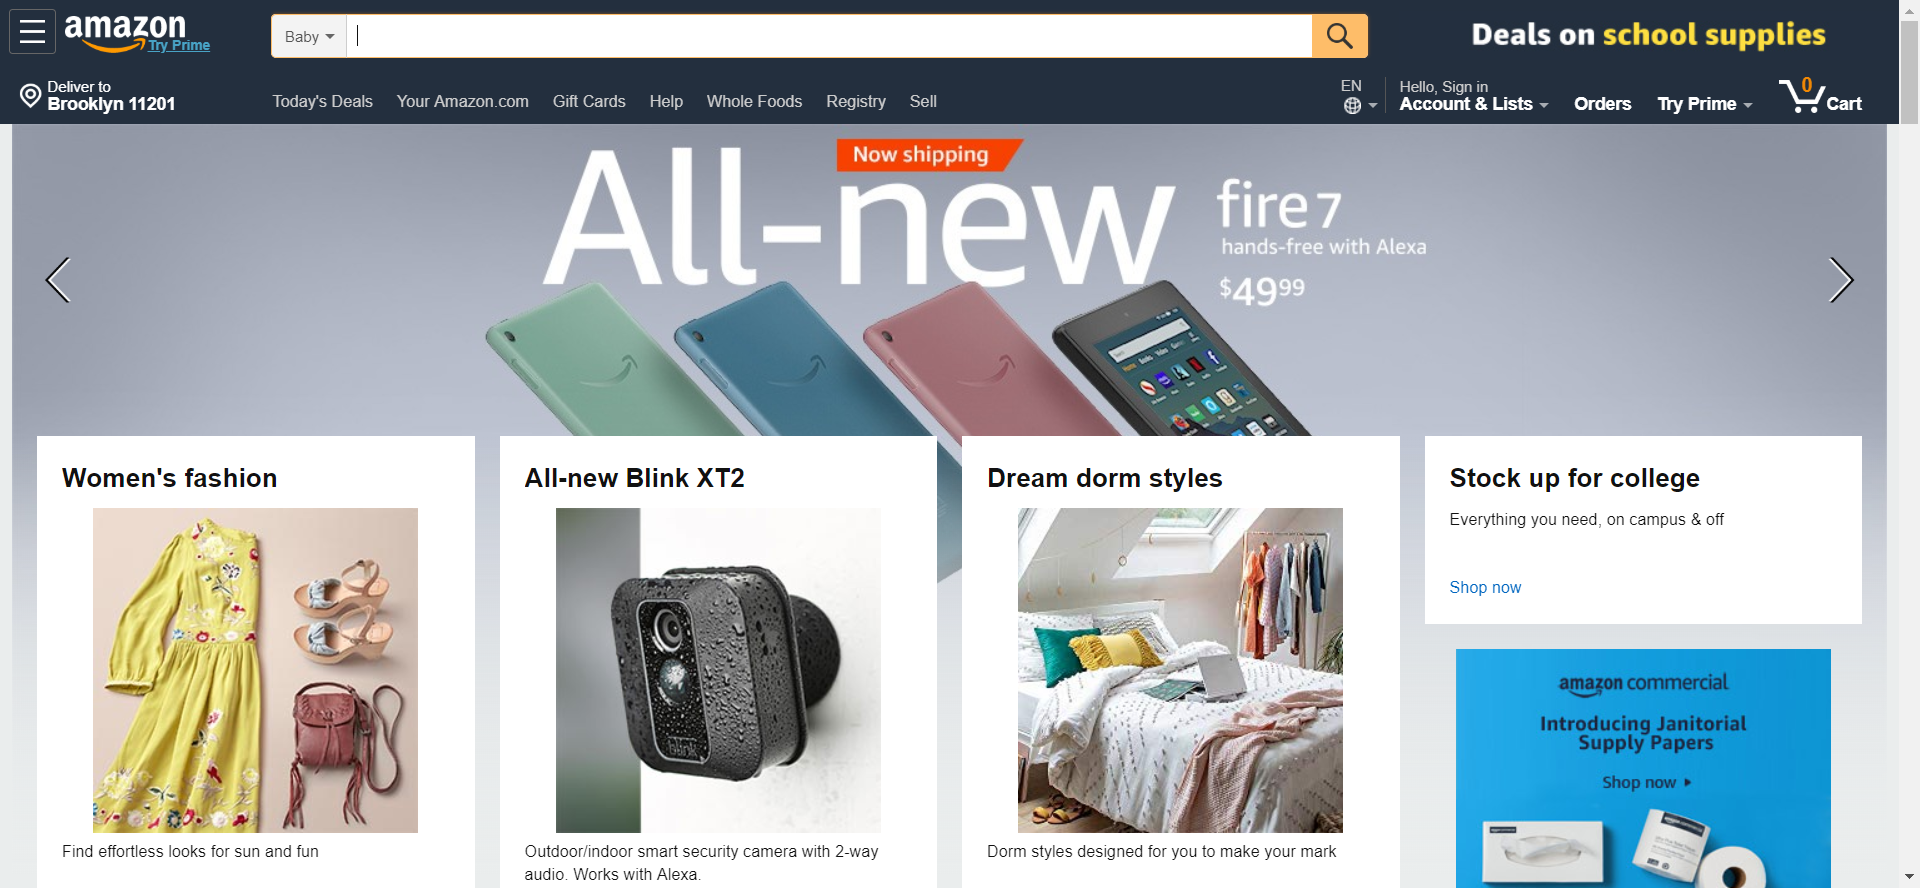 amazon
Try Prime
Baby
Deals on school supplies
Deliver to
Brooklyn 11201
Today's Deals
Your Amazon.com
Gift Cards
Help
Whole Foods
Registry
Sell
EN
Hello, Sign in
Account & Lists
Orders
Try Prime
0
Cart
Now shipping
All-new
fire 7
hands-free with Alexa
$4999
Women's fashion
Find effortless looks for sun and fun
All-new Blink XT2
blink
Outdoor/indoor smart security camera with 2-way
audio. Works with Alexa.
Dream dorm styles
Dorm styles designed for you to make your mark
Stock up for college
Everything you need, on campus & off
Shop now
amazon commercial
Introducing Janitorial
Supply Papers
Shop now